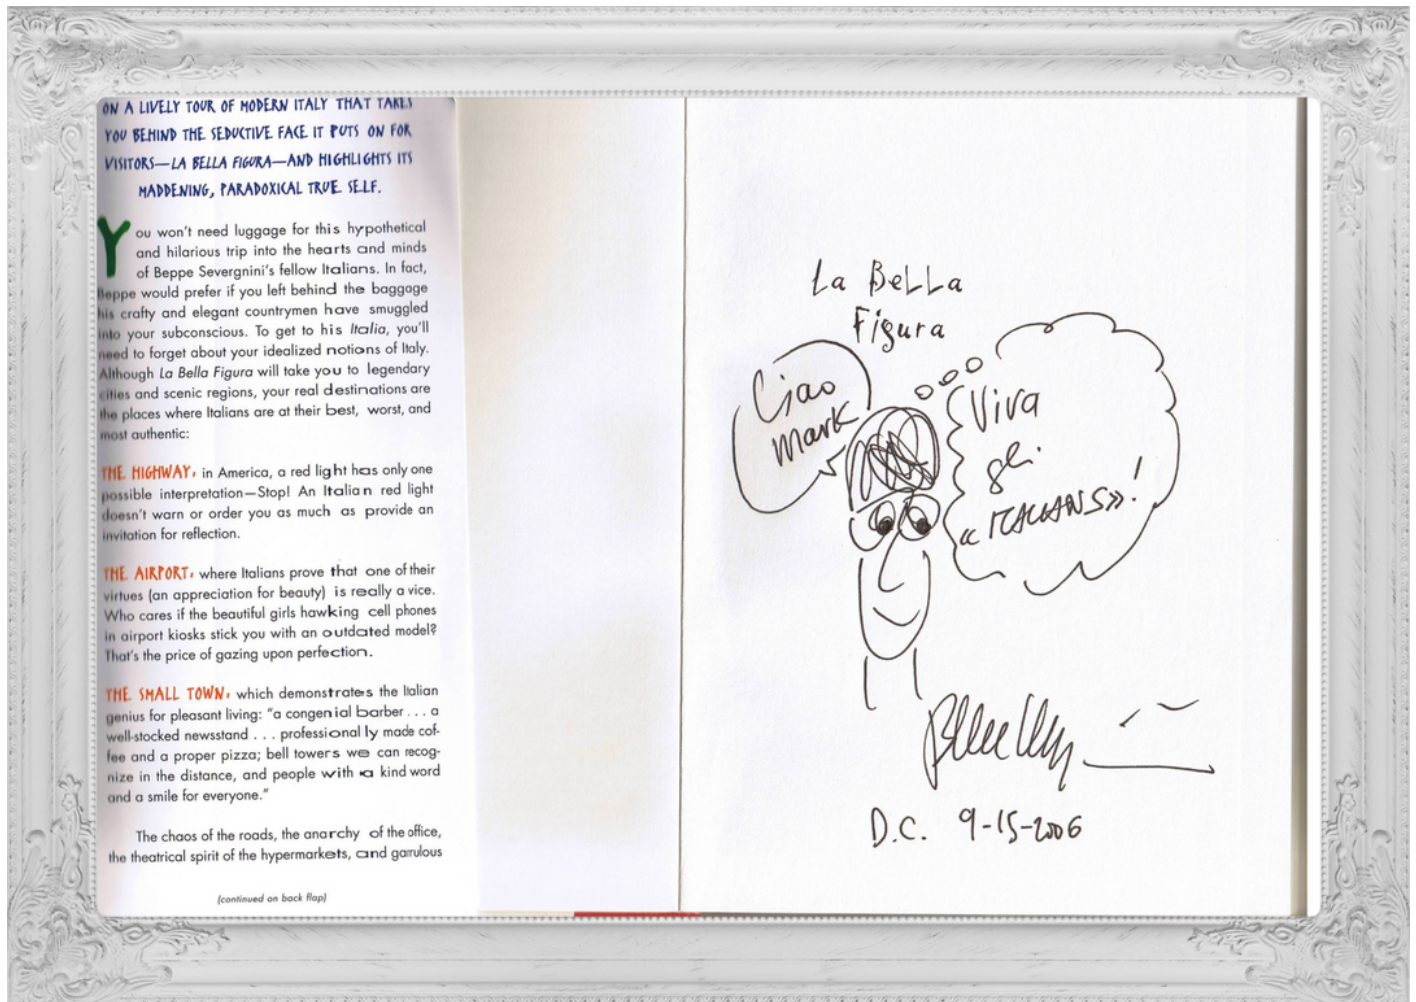 ON A LIVELY TOUR OF MODERN ITALY THAT TAKES
YOU BEHIND THE SEDUCTIVE FACE IT PUTS ON FOR
VISITORS—LA BELLA FIGURA—AND HIGHLIGHTS ITS
MADDENING, PARADOXICAL TRUE SELF.
You won't need luggage for this hypothetical
and hilarious trip into the hearts and minds
of Beppe Severgnini's fellow Italians. In fact,
Beppe would prefer if you left behind the baggage
his crafty and elegant countrymen have smuggled
into your subconscious. To get to his Italia, you'll
need to forget about your idealized notions of Italy.
Although La Bella Figura will take you to legendary
cities and scenic regions, your real destinations are
the places where Italians are at their best, worst, and
most authentic:
THE HIGHWAY: in America, a red light has only one
possible interpretation—Stop! An Italian red light
doesn't warn or order you as much as provide an
invitation for reflection.
THE AIRPORT: where Italians prove that one of their
virtues (an appreciation for beauty) is really a vice.
Who cares if the beautiful girls hawking cell phones
in airport kiosks stick you with an outdated model?
That's the price of gazing upon perfection.
THE SMALL TOWN: which demonstrates the Italian
genius for pleasant living: "a congenial barber . . . a
well-stocked newsstand . . . professionally made cof-
fee and a proper pizza; bell towers we can recog-
nize in the distance, and people with a kind word
and a smile for everyone."
The chaos of the roads, the anarchy of the office,
the theatrical spirit of the hypermarkets, and garrulous
(continued on back flap)
La BeLLa
Figura
Ciao
Mark
Viva
gli
«ITALIANS»!
D.C. 9-15-2006